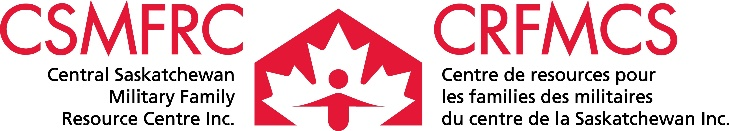 CSMFRC
Central Saskatchewan
Military Family
Resource Centre Inc.
CRFMCS
Centre de resources pour
les familles des militaires
du centre de la Saskatchewan Inc.